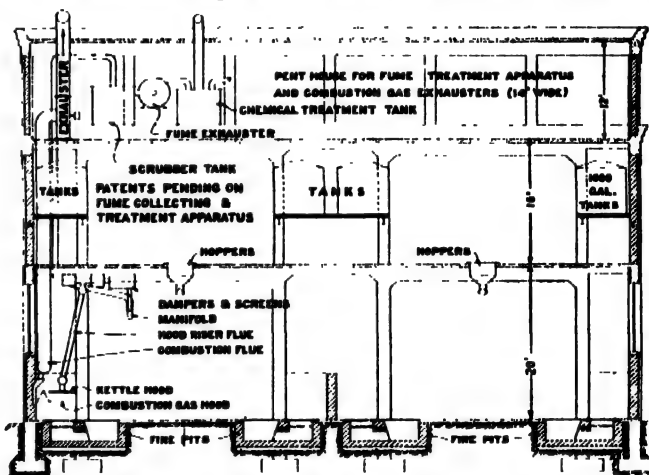 EXHAUSTER
PENT HOUSE FOR FUME TREATMENT APPARATUS
AND COMBUSTION GAS EXHAUSTERS (14' WIDE)
CHEMICAL TREATMENT TANK
FUME EXHAUSTER
12'
SCRUBBER TANK
TANKS
PATENTS PENDING ON
FUME COLLECTING &
TREATMENT APPARATUS
TANKS
1000
GAL.
TANKS
HOPPERS
HOPPERS
DAMPERS & SCREENS
MANIFOLD
HOOD RISER FLUE
COMBUSTION FLUE
20'
KETTLE HOOD
COMBUSTION GAS HOOD
FIRE PITS
FIRE PITS